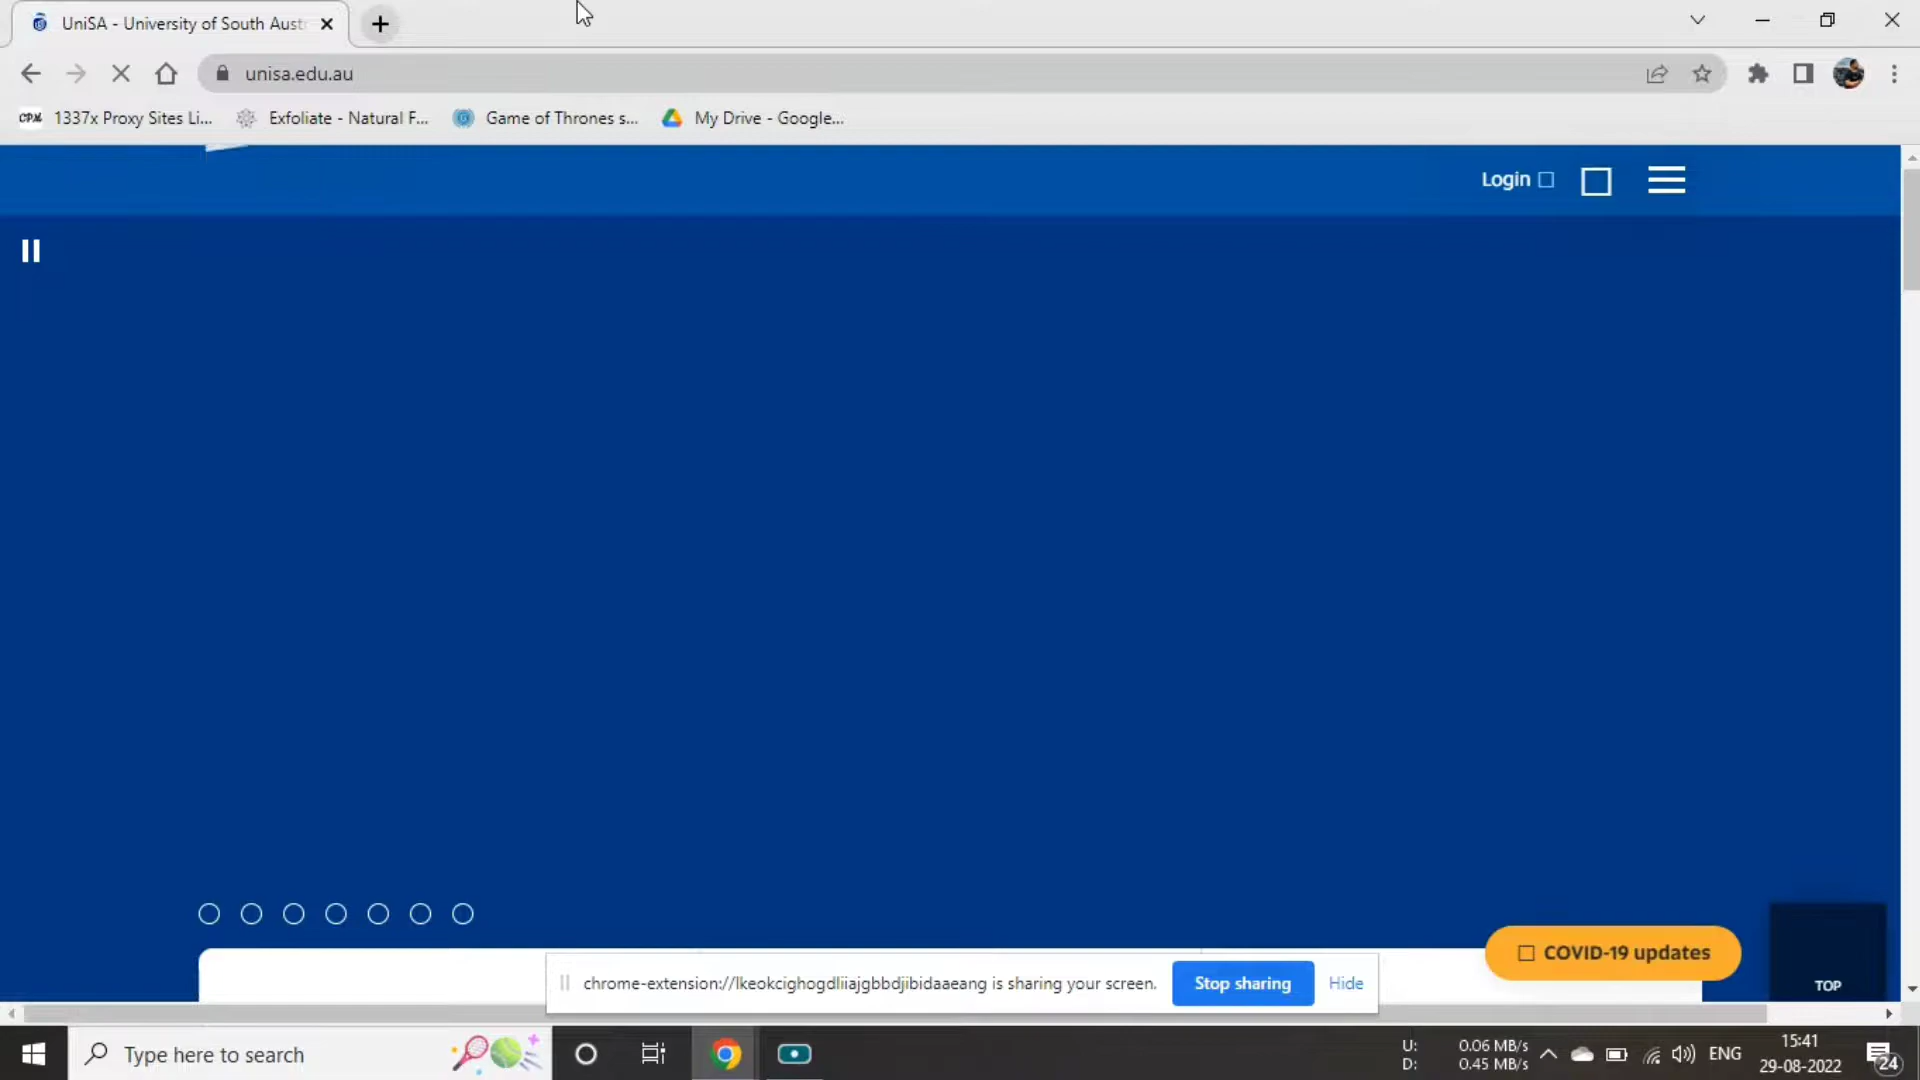 UniSA - University of South Aust
unisa.edu.au
CPM 1337x Proxy Sites Li...
Exfoliate - Natural F...
Game of Thrones s...
My Drive - Google...
Login
COVID-19 updates
TOP
chrome-extension://lkeokcighogdliiajgbbdjibidaaeang is sharing your screen.
Stop sharing
Hide
Type here to search
U: 0.06 MB/s
D: 0.45 MB/s
ENG
15:41
29-08-2022
24